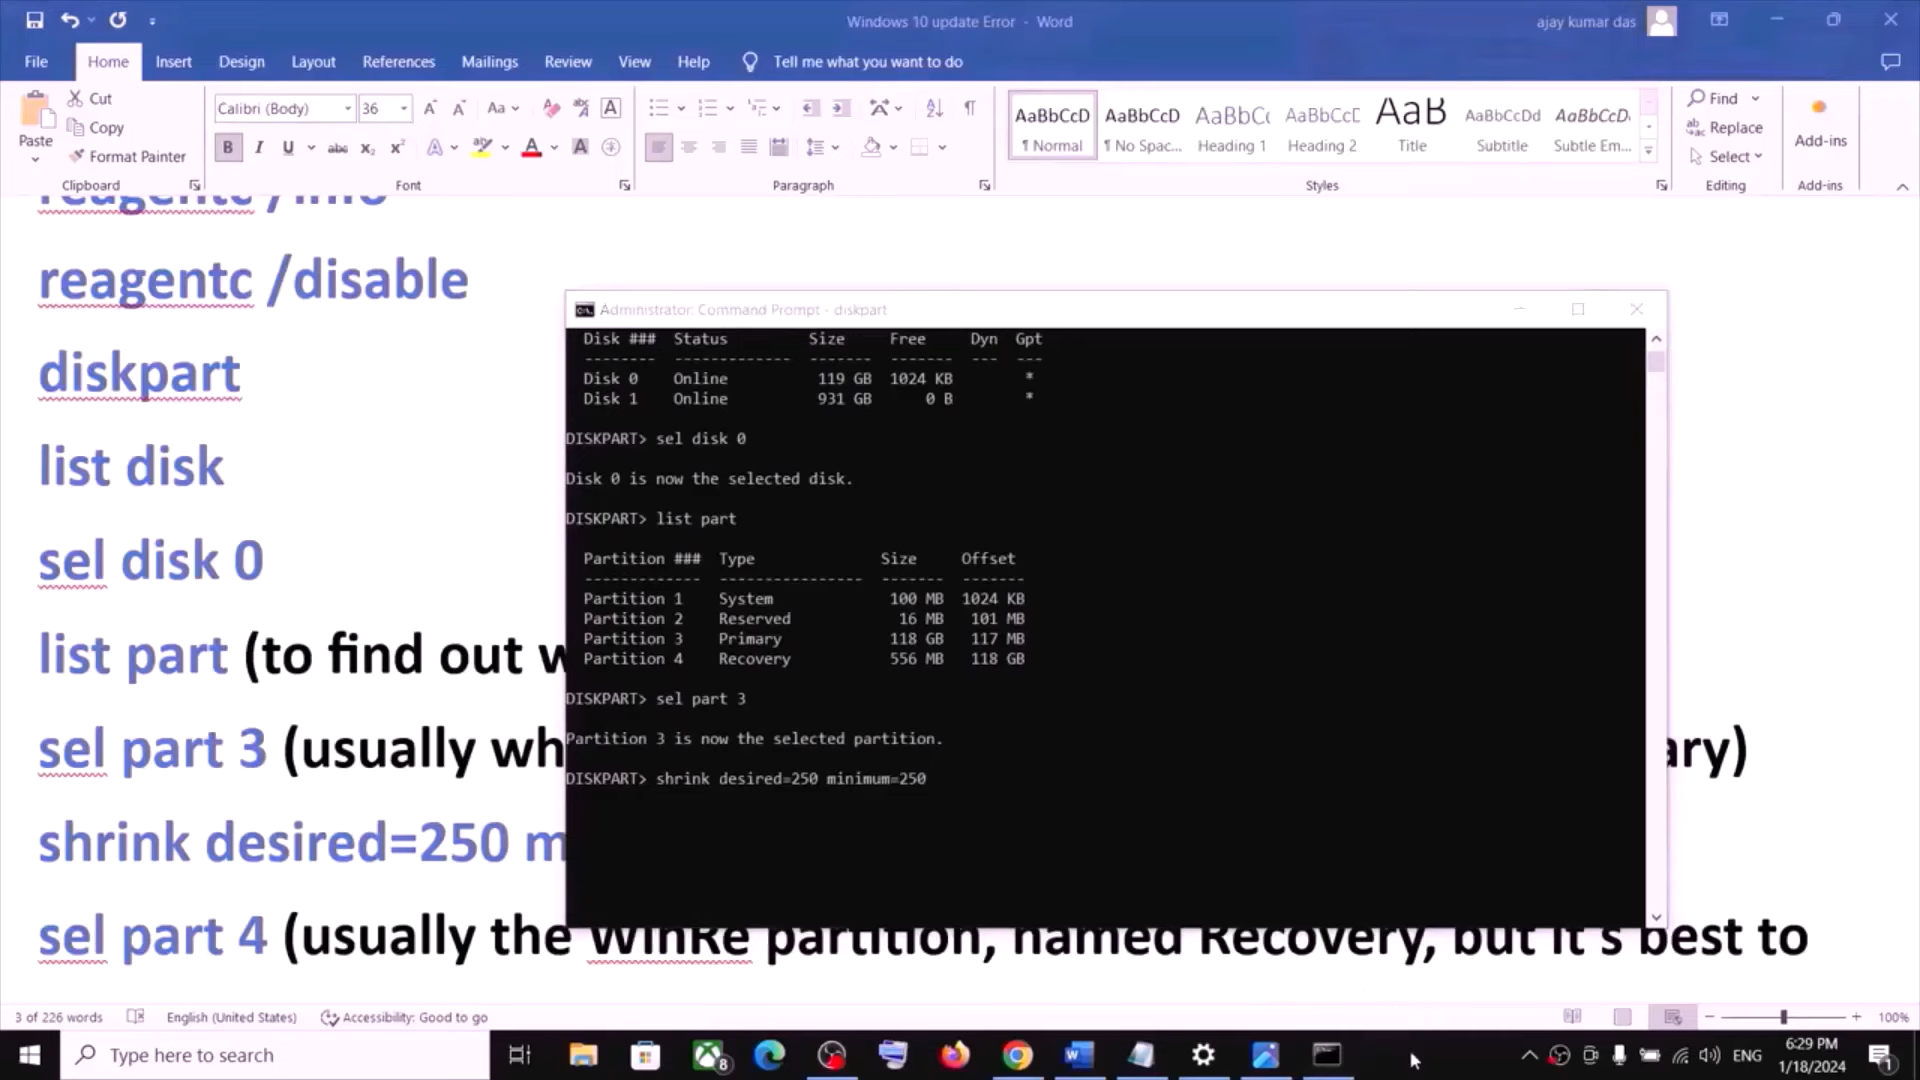 Windows 10 update Error - Word
ajay kumar das
File Home Insert Design Layout References Mailings Review View Help Tell me what you want to do
Paste
Cut
Copy
Format Painter
Clipboard
Calibri (Body) 36
Font
Paragraph
AaBbCcD AaBbCcD AaBbC AaBbCcC AaB AaBbCcDd AaBbCcD
¶ Normal ¶ No Spac... Heading 1 Heading 2 Title Subtitle Subtle Em...
Styles
Find
Replace
Select
Editing
Add-ins
Add-ins
reagentc /info
reagentc /disable
diskpart
list disk
sel disk 0
list part (to find out w
sel part 3 (usually wh
ary)
shrink desired=250 m
sel part 4 (usually the WinRe partition, named Recovery, but it's best to
Administrator: Command Prompt - diskpart
Disk ### Status Size Free Dyn Gpt
-------- ------------- ------- ------- --- ---
Disk 0 Online 119 GB 1024 KB *
Disk 1 Online 931 GB 0 B *
DISKPART> sel disk 0
Disk 0 is now the selected disk.
DISKPART> list part
Partition ### Type Size Offset
------------- ---------------- ------- -------
Partition 1 System 100 MB 1024 KB
Partition 2 Reserved 16 MB 101 MB
Partition 3 Primary 118 GB 117 MB
Partition 4 Recovery 556 MB 118 GB
DISKPART> sel part 3
Partition 3 is now the selected partition.
DISKPART> shrink desired=250 minimum=250
3 of 226 words English (United States) Accessibility: Good to go
100%
Type here to search
8
ENG
6:29 PM
1/18/2024
1